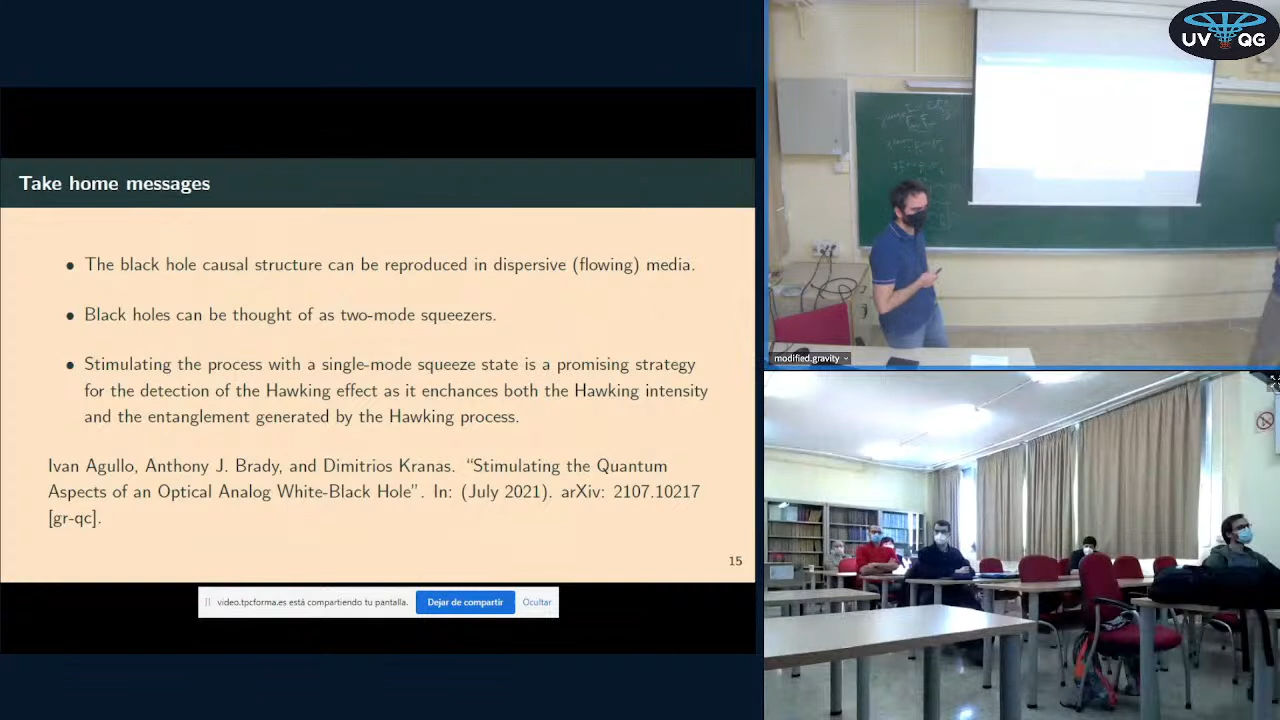 Take home messages
• The black hole causal structure can be reproduced in dispersive (flowing) media.
• Black holes can be thought of as two-mode squeezers.
• Stimulating the process with a single-mode squeeze state is a promising strategy
for the detection of the Hawking effect as it enchances both the Hawking intensity
and the entanglement generated by the Hawking process.
Ivan Agullo, Anthony J. Brady, and Dimitrios Kranas. “Stimulating the Quantum
Aspects of an Optical Analog White-Black Hole”. In: (July 2021). arXiv: 2107.10217
[gr-qc].
15
video.tpcforma.es está compartiendo tu pantalla. Dejar de compartir Ocultar
UV QG
modified.gravity